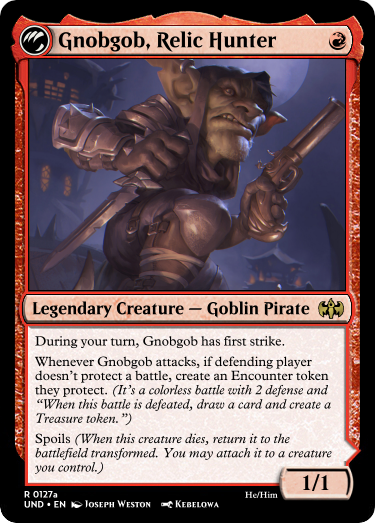 Gnobgob, Relic Hunter
Legendary Creature — Goblin Pirate
During your turn, Gnobgob has first strike.
Whenever Gnobgob attacks, if defending player
doesn't protect a battle, create an Encounter token
they protect. (It's a colorless battle with 2 defense and
“When this battle is defeated, draw a card and create a
Treasure token.”)
Spoils (When this creature dies, return it to the
battlefield transformed. You may attach it to a creature
you control.)
1/1
R 0127a
He/Him
UND • EN Joseph Weston Kebelowa